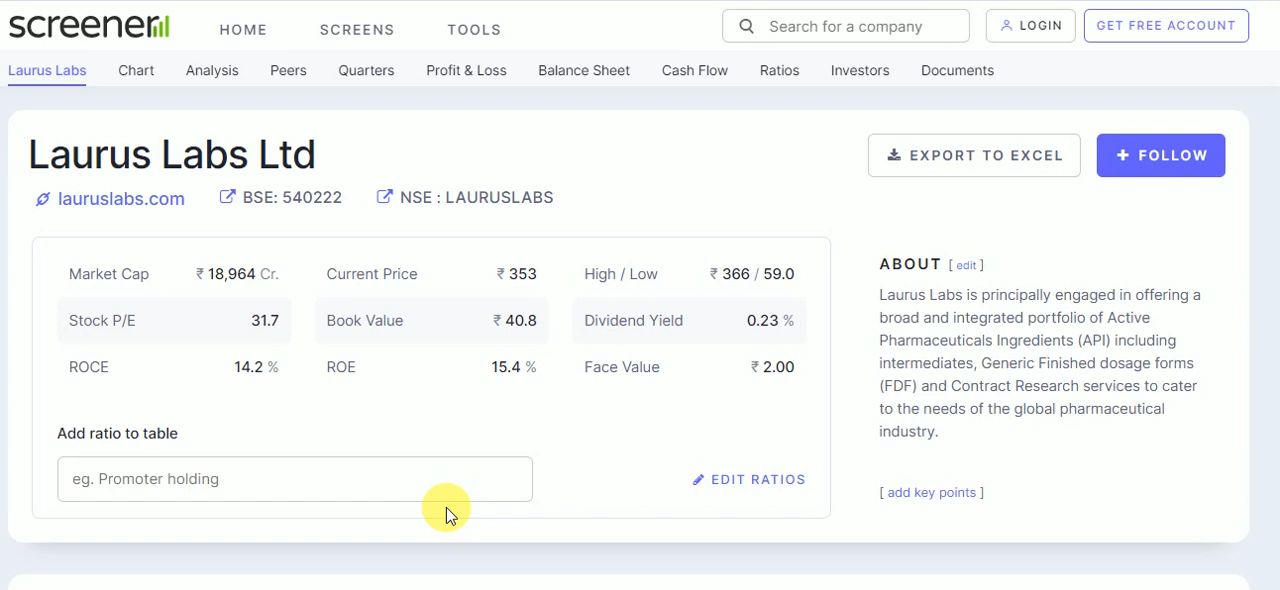 screener HOME SCREENS TOOLS Search for a company LOGIN GET FREE ACCOUNT
Laurus Labs Chart Analysis Peers Quarters Profit & Loss Balance Sheet Cash Flow Ratios Investors Documents
Laurus Labs Ltd
EXPORT TO EXCEL + FOLLOW
lauruslabs.com BSE: 540222 NSE : LAURUSLABS
Market Cap ₹ 18,964 Cr. Current Price ₹ 353 High / Low ₹ 366 / 59.0
Stock P/E 31.7 Book Value ₹ 40.8 Dividend Yield 0.23 %
ROCE 14.2 % ROE 15.4 % Face Value ₹ 2.00
Add ratio to table
eg. Promoter holding EDIT RATIOS
ABOUT [ edit ]
Laurus Labs is principally engaged in offering a
broad and integrated portfolio of Active
Pharmaceuticals Ingredients (API) including
intermediates, Generic Finished dosage forms
(FDF) and Contract Research services to cater
to the needs of the global pharmaceutical
industry.
[ add key points ]